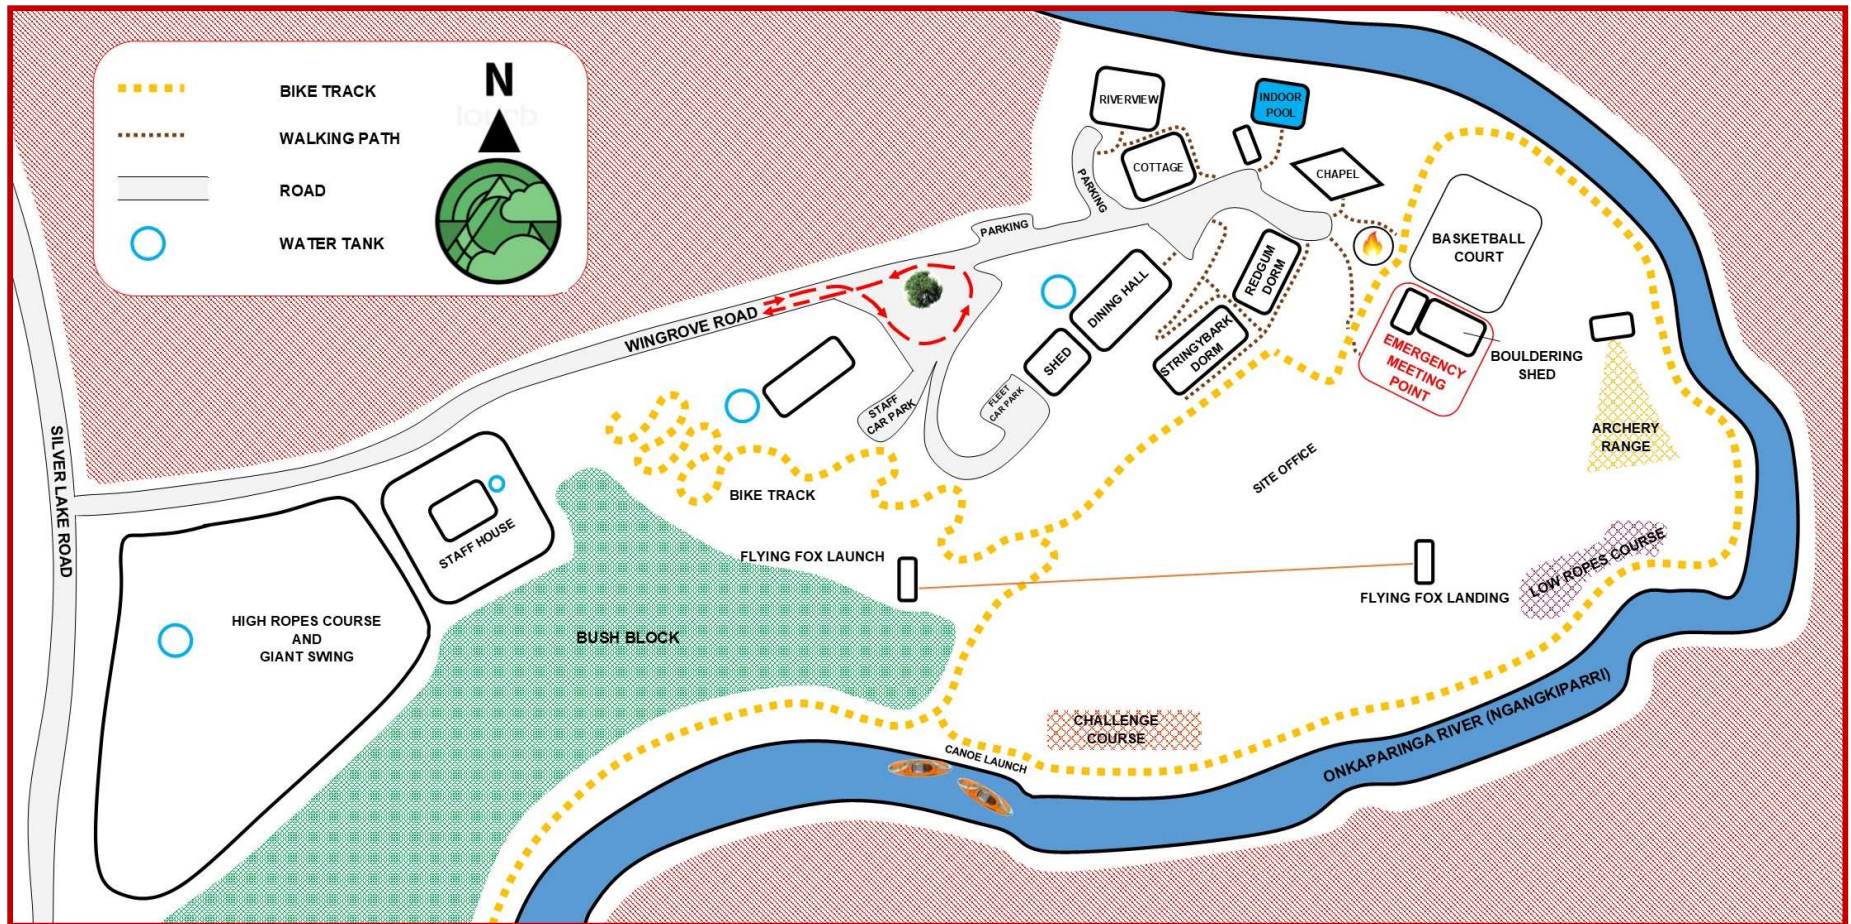 BIKE TRACK
WALKING PATH
ROAD
WATER TANK
N
RIVERVIEW
INDOOR
POOL
COTTAGE
CHAPEL
PARKING
PARKING
BASKETBALL
COURT
REDGUM
DORM
DINING HALL
STRINGYBARK
DORM
SHED
WINGROVE ROAD
EMERGENCY
MEETING
POINT
BOULDERING
SHED
STAFF
CAR PARK
FLEET
CAR PARK
ARCHERY
RANGE
SILVER LAKE ROAD
SITE OFFICE
BIKE TRACK
STAFF HOUSE
FLYING FOX LAUNCH
FLYING FOX LANDING
LOW ROPES COURSE
HIGH ROPES COURSE
AND
GIANT SWING
BUSH BLOCK
CHALLENGE
COURSE
CANOE LAUNCH
ONKAPARINGA RIVER (NGANGKIPARRI)